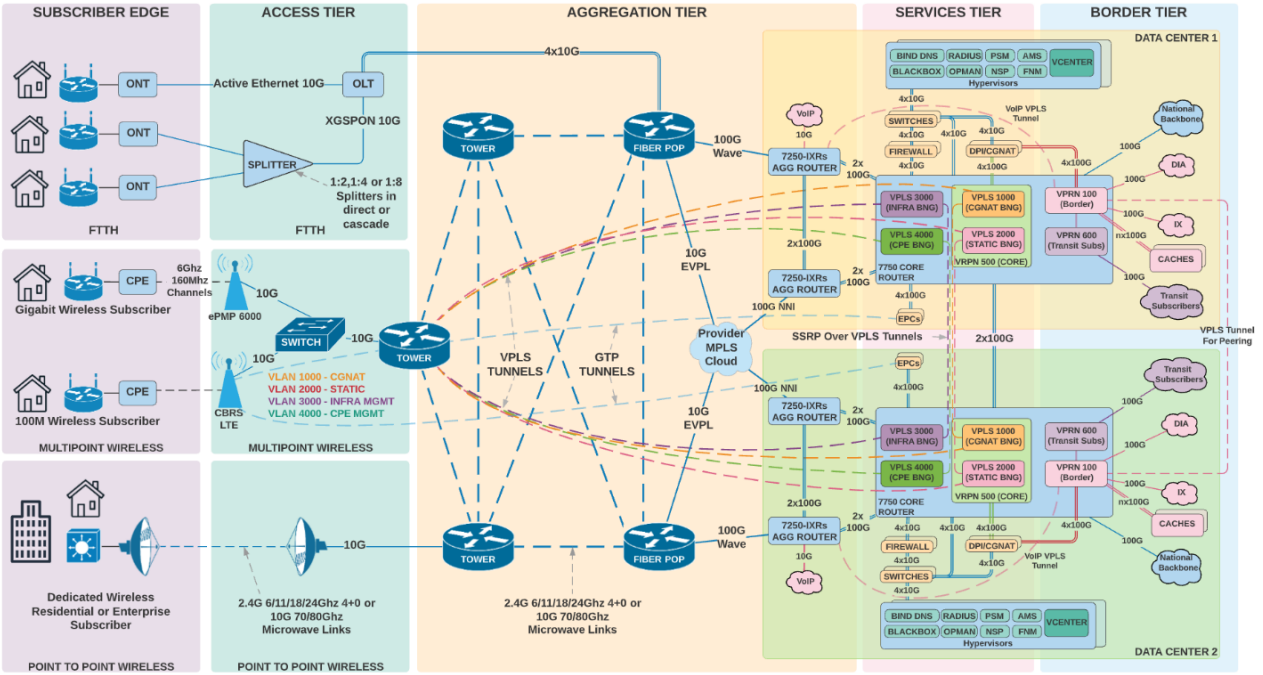 SUBSCRIBER EDGE
ACCESS TIER
AGGREGATION TIER
SERVICES TIER
BORDER TIER
ONT
Active Ethernet 10G
OLT
4x10G
XGSPON 10G
ONT
SPLITTER
ONT
1:2,1:4 or 1:8
Splitters in
direct or
cascade
FTTH
FTTH
CPE
6Ghz
160Mhz
Channels
Gigabit Wireless Subscriber
ePMP 6000
10G
SWITCH
10G
10G
CPE
100M Wireless Subscriber
CBRS
LTE
VLAN 1000 - CGNAT
VLAN 2000 - STATIC
VLAN 3000 - INFRA MGMT
VLAN 4000 - CPE MGMT
MULTIPOINT WIRELESS
MULTIPOINT WIRELESS
10G
Dedicated Wireless
Residential or Enterprise
Subscriber
2.4G 6/11/18/24Ghz 4+0 or
10G 70/80Ghz
Microwave Links
POINT TO POINT WIRELESS
POINT TO POINT WIRELESS
TOWER
FIBER POP
TOWER
VPLS
TUNNELS
GTP
TUNNELS
10G
EVPL
Provider
MPLS
Cloud
10G
EVPL
TOWER
FIBER POP
2.4G 6/11/18/24Ghz 4+0 or
10G 70/80Ghz
Microwave Links
100G
Wave
100G NNI
100G NNI
100G
Wave
DATA CENTER 1
VoIP
10G
7250-IXRs
AGG ROUTER
2x
100G
2x100G
7250-IXRs
AGG ROUTER
2x
100G
BIND DNS
RADIUS
PSM
AMS
VCENTER
BLACKBOX
OPMAN
NSP
FNM
Hypervisors
4x10G
SWITCHES
4x10G
4x10G
4x10G
FIREWALL
DPI/CGNAT
4x10G
4x10G
VoIP VPLS
Tunnel
4x100G
VPLS 3000
(INFRA BNG)
VPLS 1000
(CGNAT BNG)
VPLS 4000
(CPE BNG)
VPLS 2000
(STATIC BNG)
VRPN 500 (CORE)
7750 CORE
ROUTER
VPRN 100
(Border)
VPRN 600
(Transit Subs)
National
Backbone
100G
DIA
100G
IX
100G
CACHES
nx100G
Transit
Subscribers
100G
4x100G
EPCs
SSRP Over VPLS Tunnels
2x100G
VPLS Tunnel
For Peering
EPCs
4x100G
7250-IXRs
AGG ROUTER
2x
100G
2x100G
7250-IXRs
AGG ROUTER
2x
100G
10G
VoIP
VPLS 3000
(INFRA BNG)
VPLS 1000
(CGNAT BNG)
VPLS 4000
(CPE BNG)
VPLS 2000
(STATIC BNG)
VPRN 500 (CORE)
7750 CORE
ROUTER
VPRN 600
(Transit Subs)
VPRN 100
(Border)
Transit
Subscribers
100G
DIA
100G
IX
100G
CACHES
nx100G
National
Backbone
100G
4x10G
4x10G
4x10G
4x100G
FIREWALL
DPI/CGNAT
VoIP VPLS
Tunnel
4x10G
4x10G
SWITCHES
4x10G
BIND DNS
RADIUS
PSM
AMS
VCENTER
BLACKBOX
OPMAN
NSP
FNM
Hypervisors
DATA CENTER 2